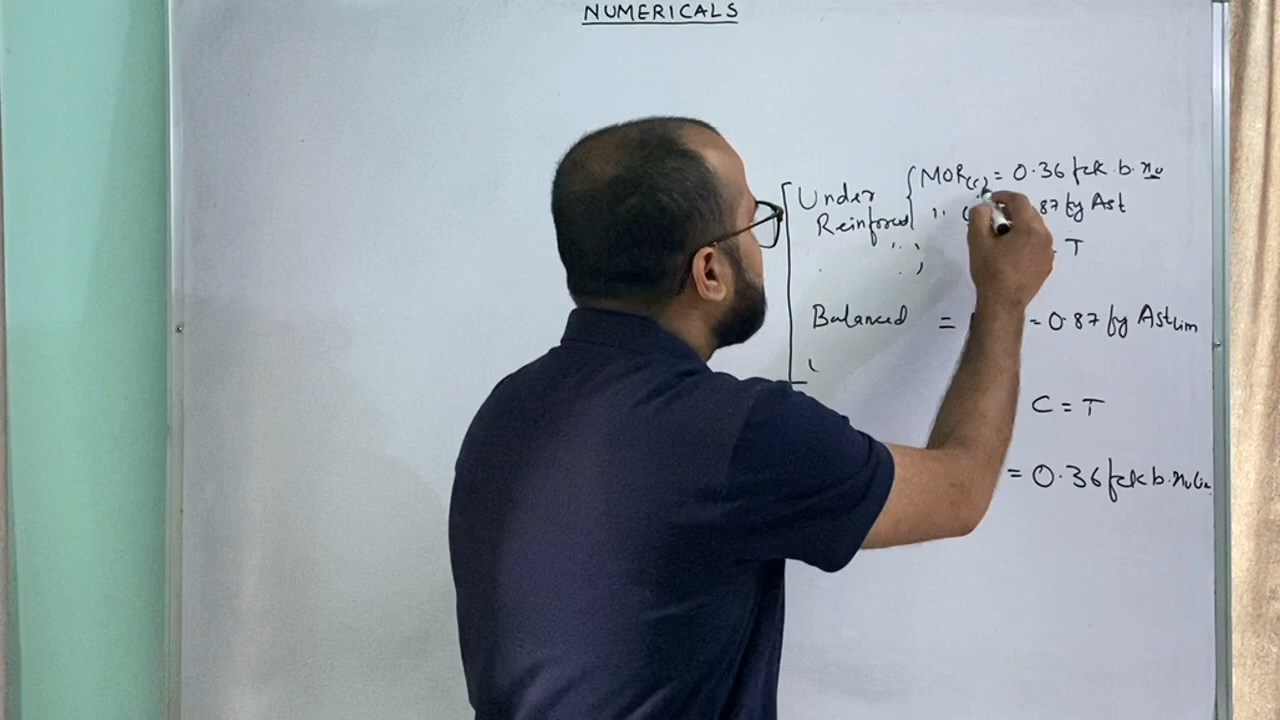 NUMERICALS
Under
Reinforced
MOR(c) = 0.36 fck.b.xu
87 fy Ast
T
Balanced = = 0.87 fy Astlim
C = T
= 0.36 fck b.xulim